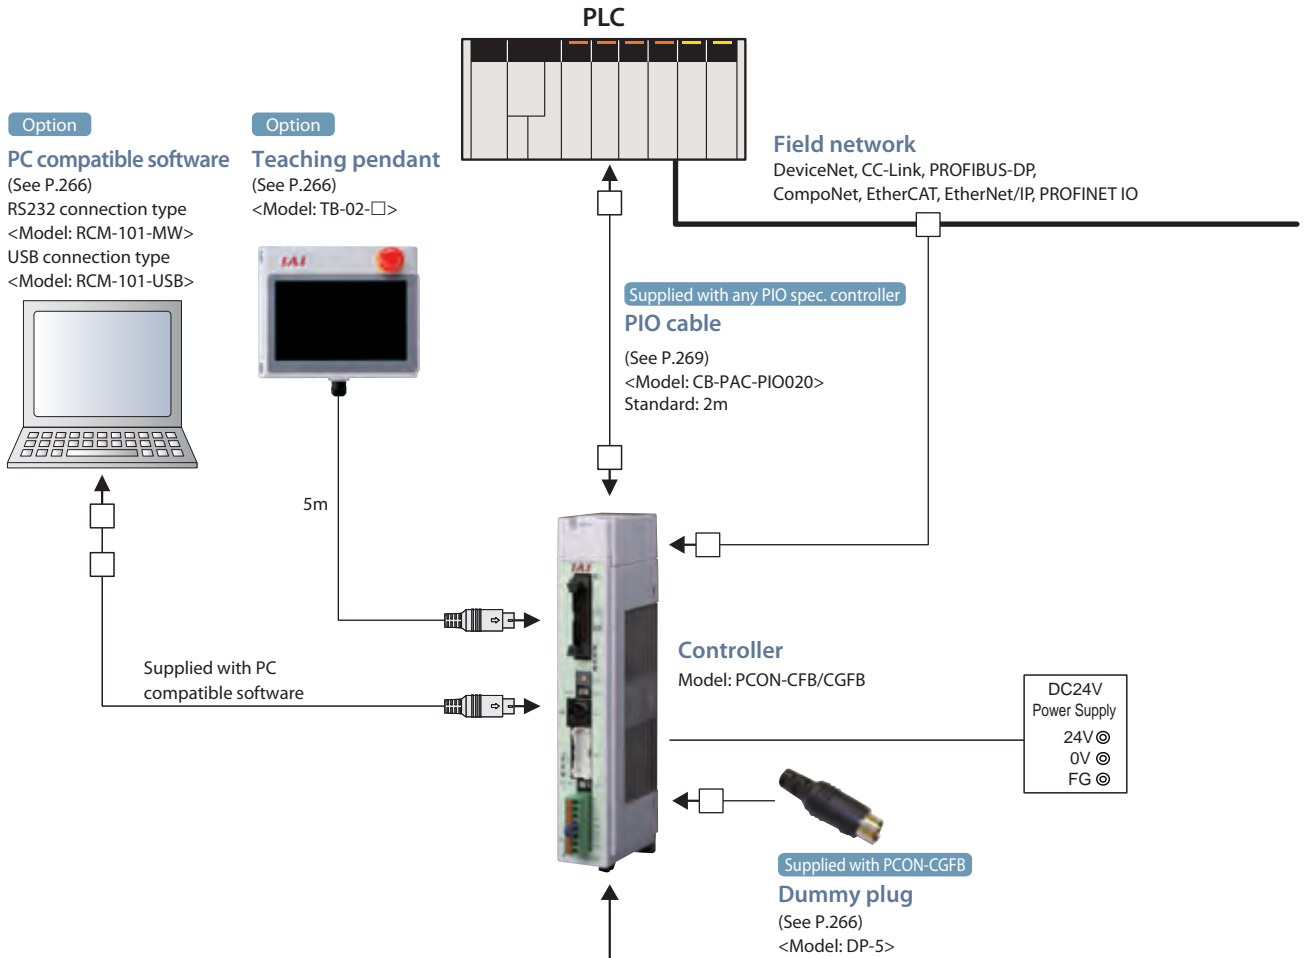 PLC
Option
PC compatible software
(See P.266)
RS232 connection type
<Model: RCM-101-MW>
USB connection type
<Model: RCM-101-USB>
Option
Teaching pendant
(See P.266)
<Model: TB-02-□>
IAI
Field network
DeviceNet, CC-Link, PROFIBUS-DP,
CompoNet, EtherCAT, EtherNet/IP, PROFINET IO
Supplied with any PIO spec. controller
PIO cable
(See P.269)
<Model: CB-PAC-PIO020>
Standard: 2m
5m
IAI
Supplied with PC
compatible software
Controller
Model: PCON-CFB/CGFB
DC24V
Power Supply
24V
0V
FG
Supplied with PCON-CGFB
Dummy plug
(See P.266)
<Model: DP-5>